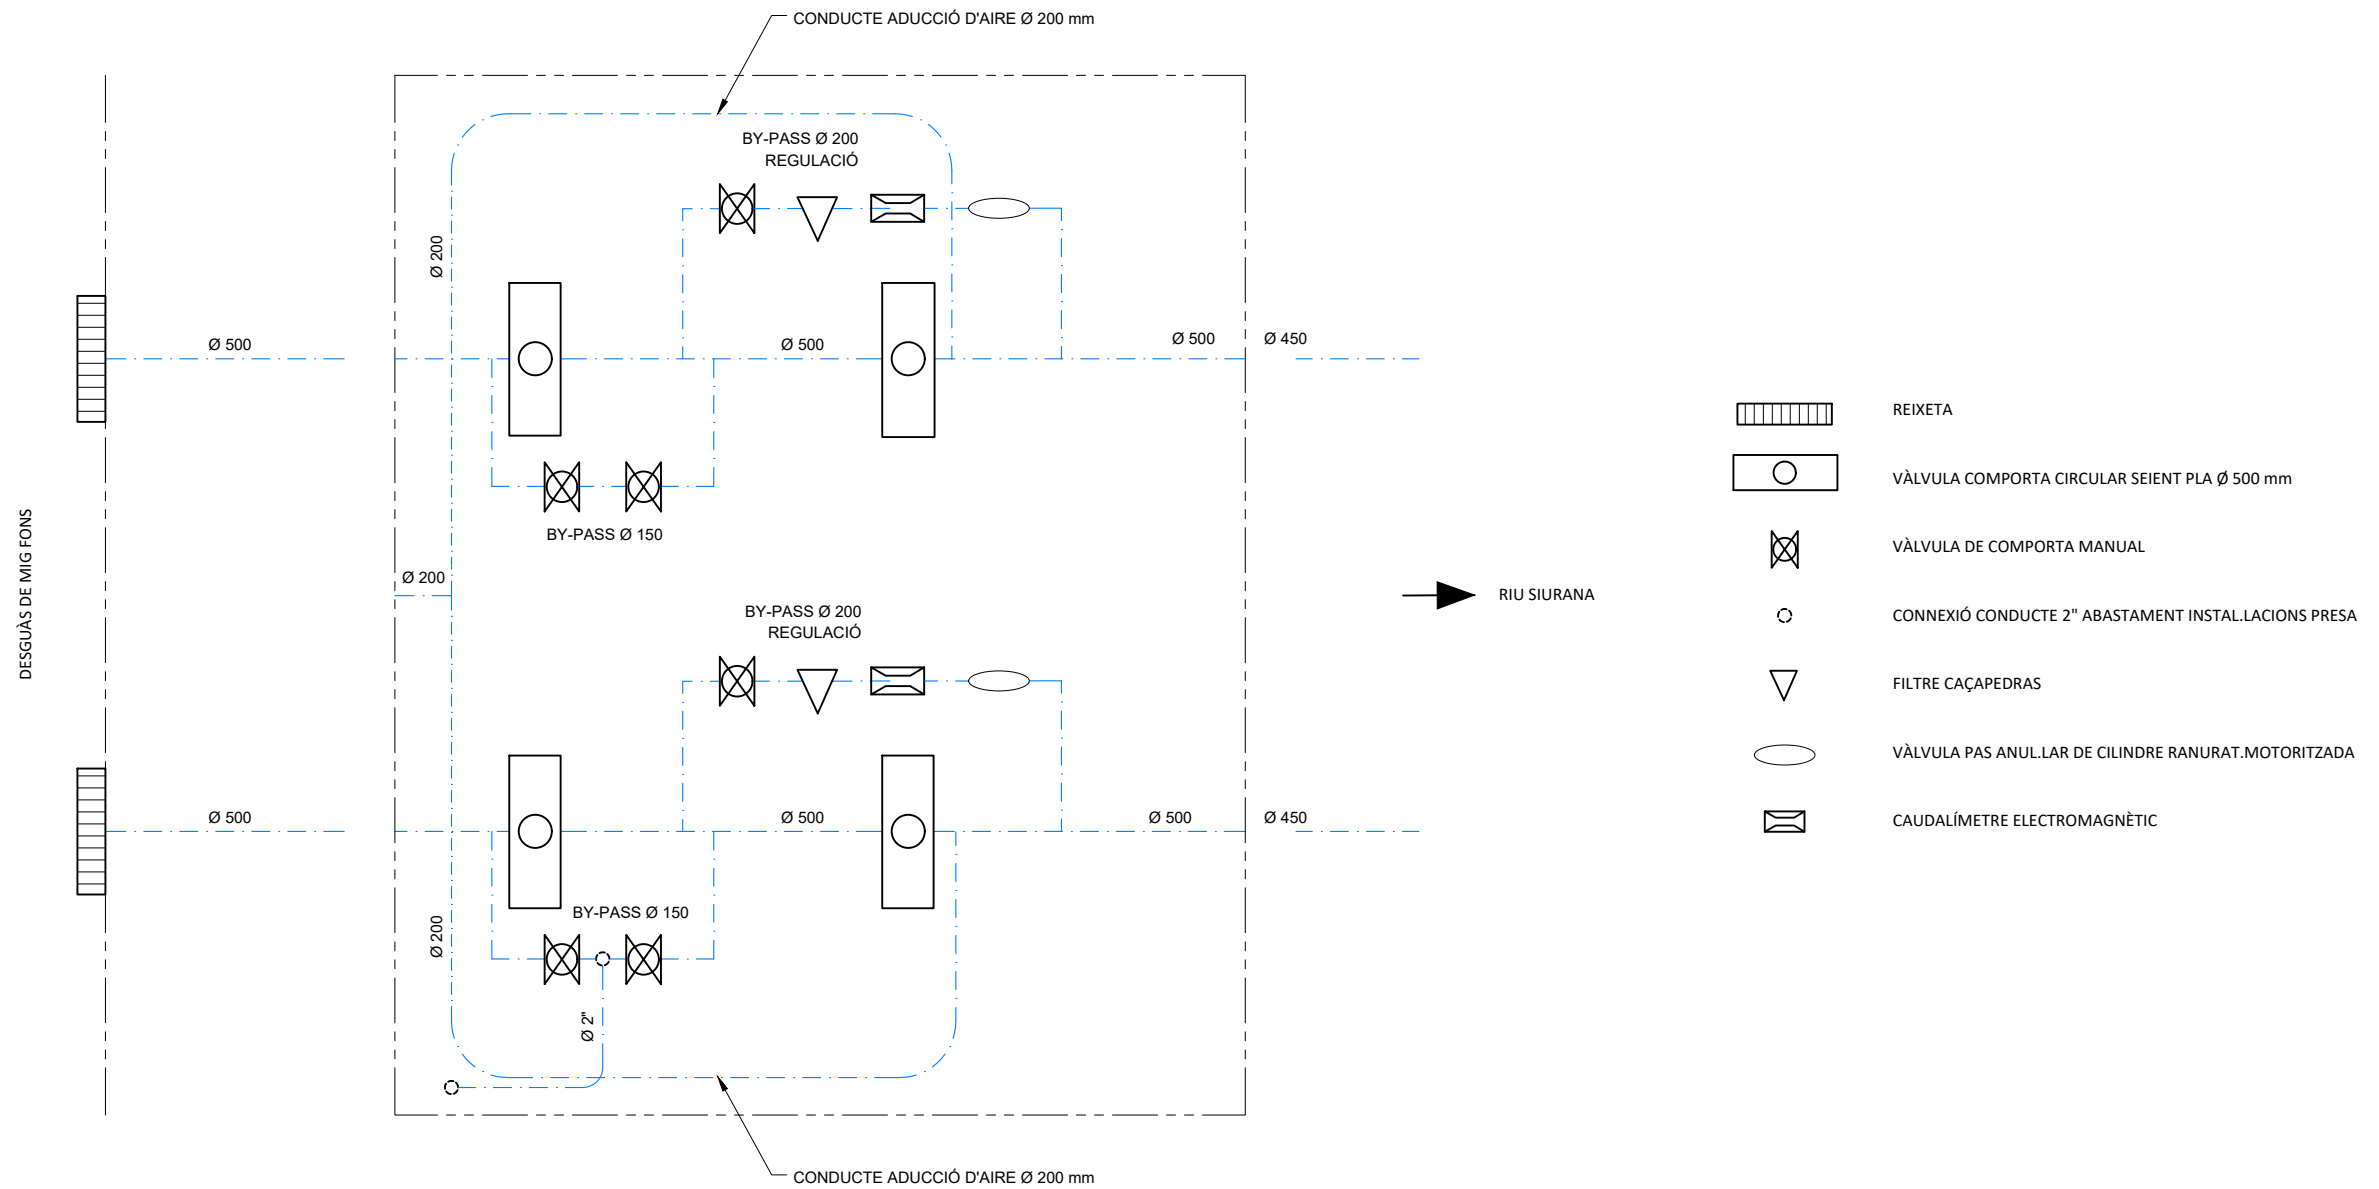 CONDUCTE ADUCCIÓ D'AIRE Ø 200 mm
BY-PASS Ø 200
REGULACIÓ
Ø 200
Ø 500
Ø 500
Ø 500
Ø 450
BY-PASS Ø 150
DESGUÀS DE MIG FONS
Ø 200
BY-PASS Ø 200
REGULACIÓ
RIU SIURANA
Ø 500
Ø 500
Ø 500
Ø 450
BY-PASS Ø 150
Ø 200
Ø 2"
CONDUCTE ADUCCIÓ D'AIRE Ø 200 mm
REIXETA
VÀLVULA COMPORTA CIRCULAR SEIENT PLA Ø 500 mm
VÀLVULA DE COMPORTA MANUAL
CONNEXIÓ CONDUCTE 2" ABASTAMENT INSTAL.LACIONS PRESA
FILTRE CAÇAPEDRAS
VÀLVULA PAS ANUL.LAR DE CILINDRE RANURAT.MOTORITZADA
CAUDALÍMETRE ELECTROMAGNÈTIC